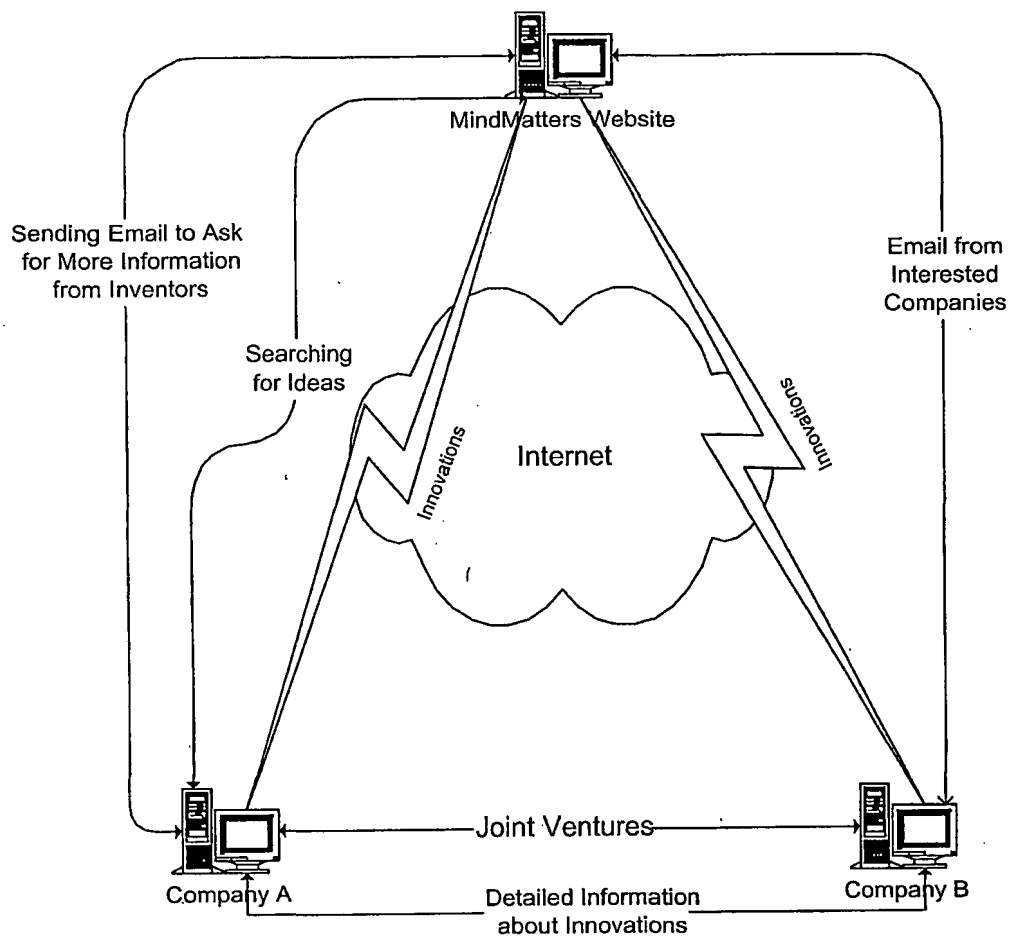 MindMatters Website
Sending Email to Ask
for More Information
from Inventors
Email from
Interested
Companies
Searching
for Ideas
Innovations
Internet
Innovations
Joint Ventures
Company A
Company B
Detailed Information
about Innovations